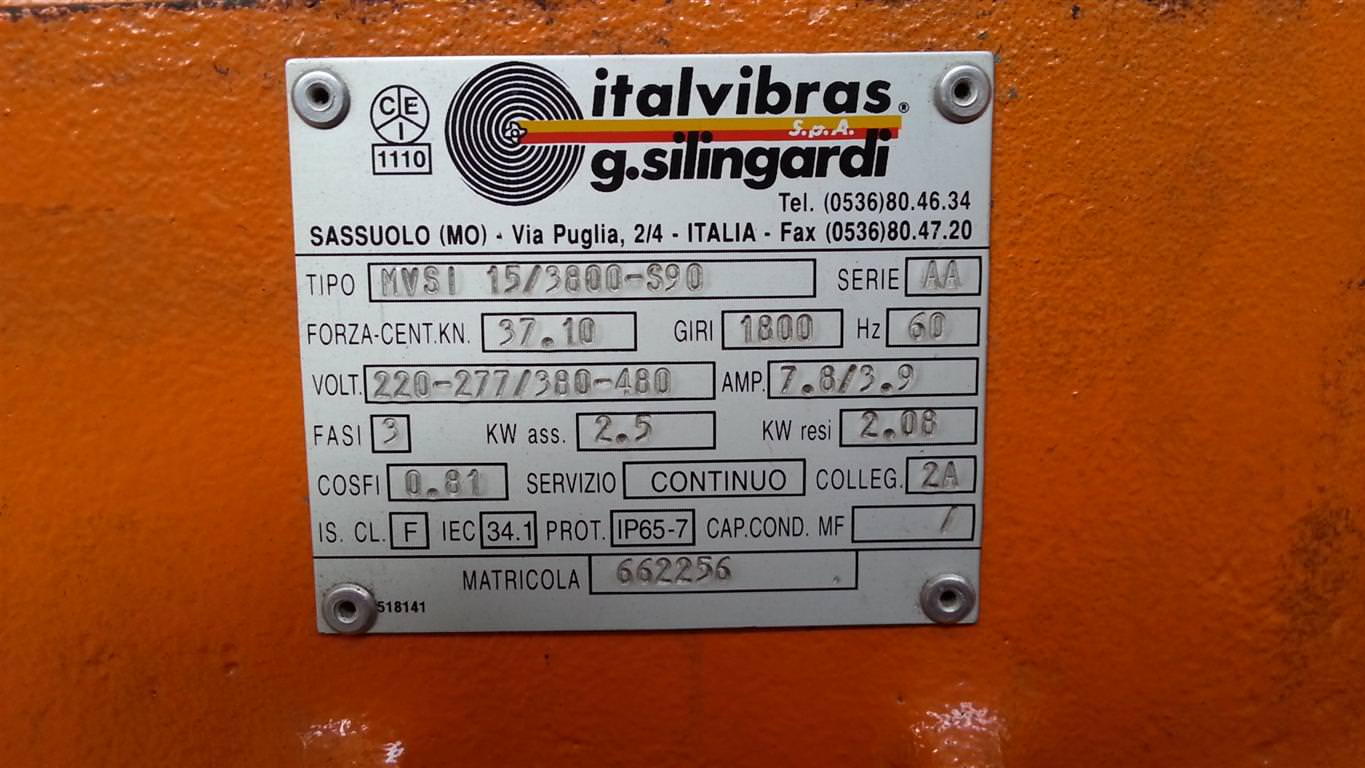 CE
I
1110
italvibras®
S.p.A.
g.silingardi
Tel. (0536)80.46.34
SASSUOLO (MO) - Via Puglia, 2/4 - ITALIA - Fax (0536)80.47.20
TIPO MVSI 15/3800-S90 SERIE AA
FORZA-CENT.KN. 37.10 GIRI 1800 Hz 60
VOLT. 220-277/380-480 AMP. 7.8/3.9
FASI 3 KW ass. 2.5 KW resi 2.08
COSFI 0.81 SERVIZIO CONTINUO COLLEG. 2A
IS. CL. F IEC 34.1 PROT. IP65-7 CAP.COND. MF /
MATRICOLA 662256
518141